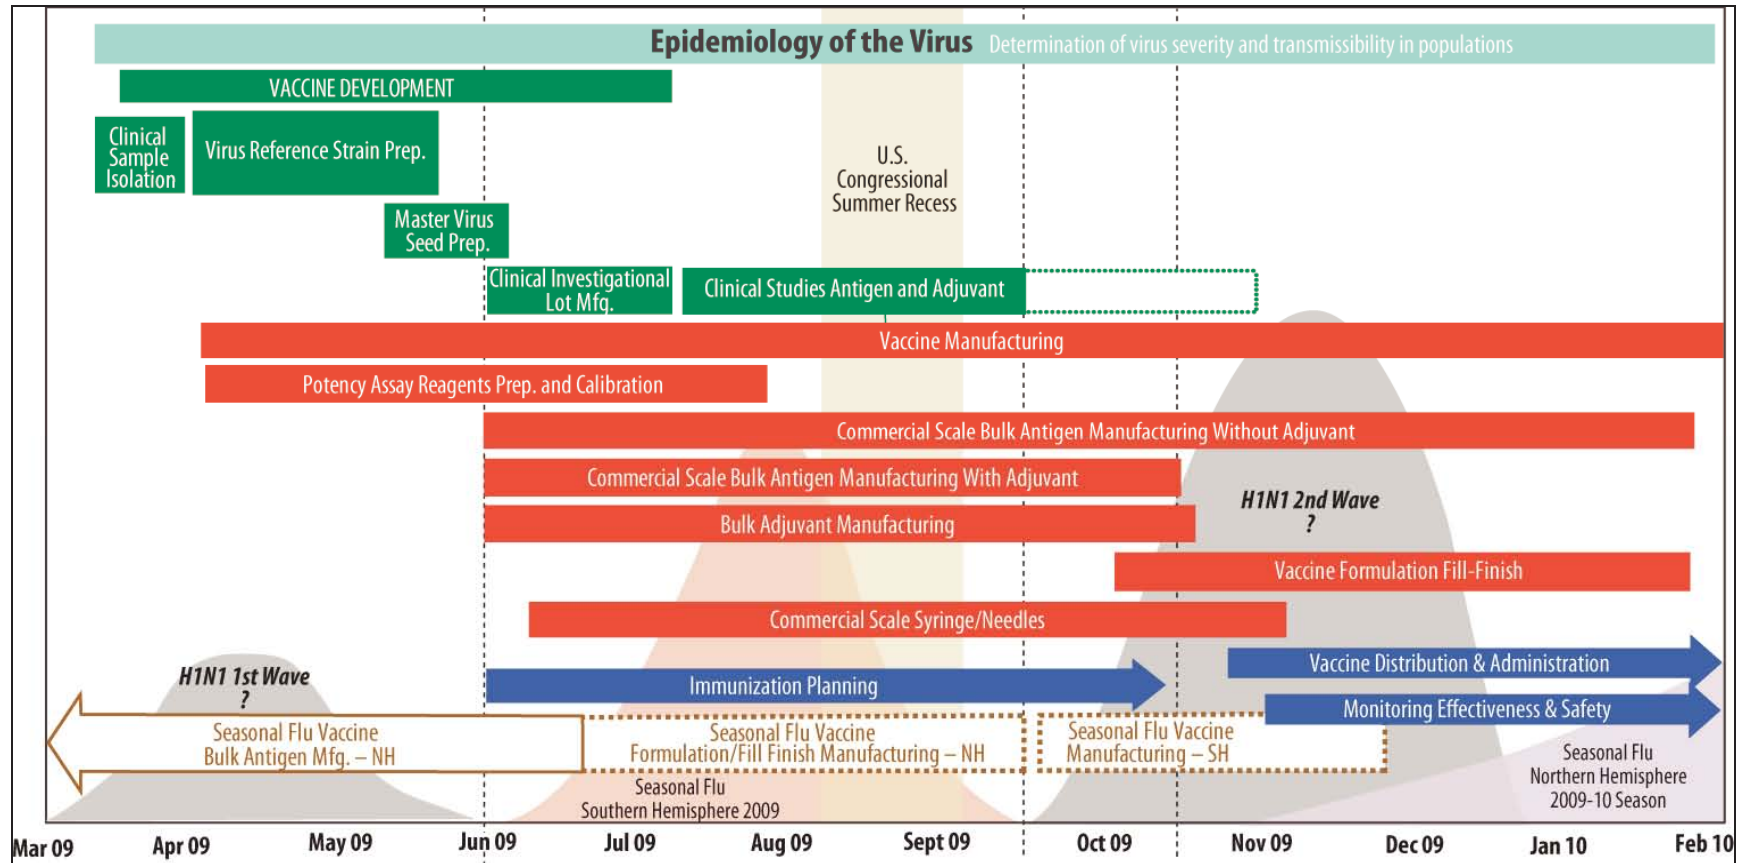 Epidemiology of the Virus Determination of virus severity and transmissibility in populations
VACCINE DEVELOPMENT
Clinical
Sample
Isolation
Virus Reference Strain Prep.
U.S.
Congressional
Summer Recess
Master Virus
Seed Prep.
Clinical Investigational
Lot Mfg.
Clinical Studies Antigen and Adjuvant
Vaccine Manufacturing
Potency Assay Reagents Prep. and Calibration
Commercial Scale Bulk Antigen Manufacturing Without Adjuvant
Commercial Scale Bulk Antigen Manufacturing With Adjuvant
H1N1 2nd Wave
?
Bulk Adjuvant Manufacturing
Vaccine Formulation Fill-Finish
Commercial Scale Syringe/Needles
H1N1 1st Wave
?
Immunization Planning
Vaccine Distribution & Administration
Monitoring Effectiveness & Safety
Seasonal Flu Vaccine
Bulk Antigen Mfg. – NH
Seasonal Flu Vaccine
Formulation/Fill Finish Manufacturing – NH
Seasonal Flu Vaccine
Manufacturing – SH
Seasonal Flu
Southern Hemisphere 2009
Seasonal Flu
Northern Hemisphere
2009-10 Season
Mar 09 Apr 09 May 09 Jun 09 Jul 09 Aug 09 Sept 09 Oct 09 Nov 09 Dec 09 Jan 10 Feb 10